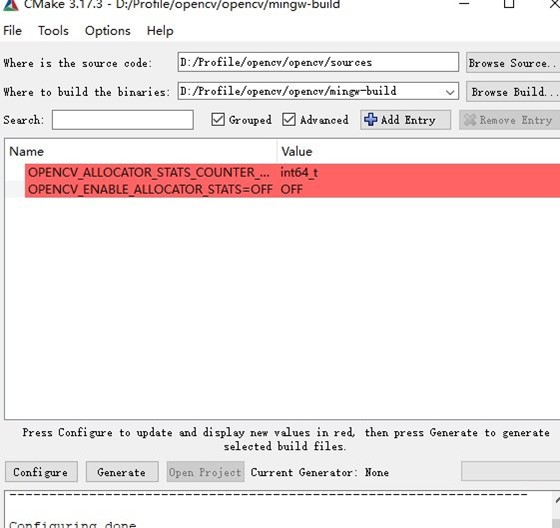 CMake 3.17.3 - D:/Profile/opencv/opencv/mingw-build
File Tools Options Help
Where is the source code: D:/Profile/opencv/opencv/sources Browse Source..
Where to build the binaries: D:/Profile/opencv/opencv/mingw-build Browse Build...
Search: Grouped Advanced Add Entry Remove Entry
Name Value
OPENCV_ALLOCATOR_STATS_COUNTER_... int64_t
OPENCV_ENABLE_ALLOCATOR_STATS=OFF OFF
Press Configure to update and display new values in red, then press Generate to generate
selected build files.
Configure Generate Open Project Current Generator: None
Configuring done